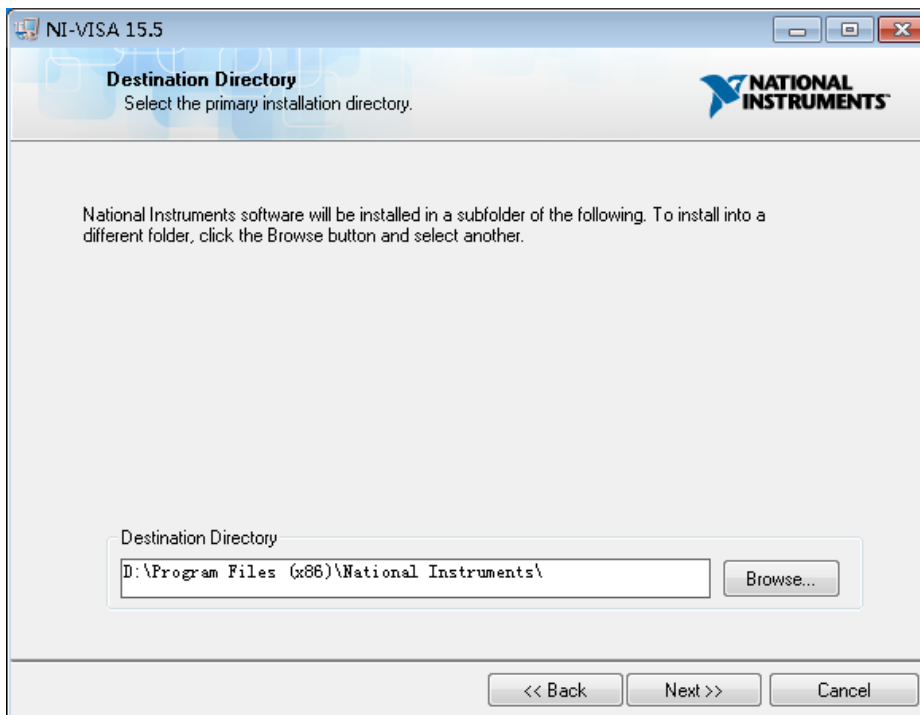 NI-VISA 15.5
Destination Directory
Select the primary installation directory.
NATIONAL
INSTRUMENTS™
National Instruments software will be installed in a subfolder of the following. To install into a
different folder, click the Browse button and select another.
Destination Directory
D:\Program Files (x86)\National Instruments\
Browse...
<< Back
Next >>
Cancel